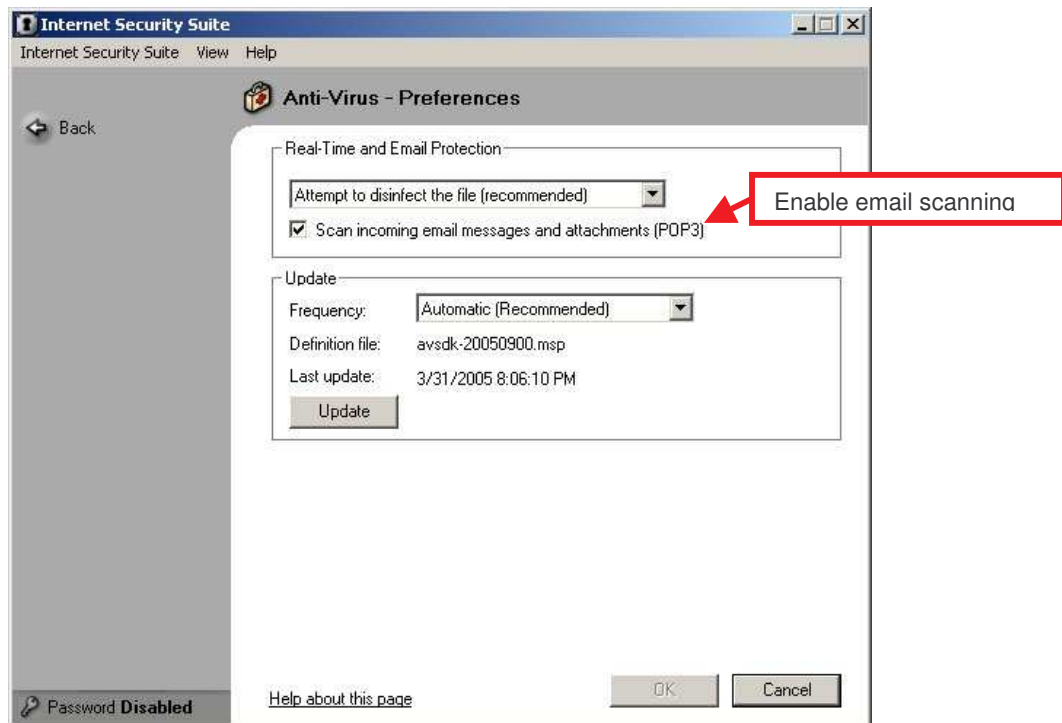 Internet Security Suite
Internet Security Suite View Help
Anti-Virus - Preferences
Back
Real-Time and Email Protection
Attempt to disinfect the file (recommended)
Enable email scanning
Scan incoming email messages and attachments (POP3)
Update
Frequency: Automatic (Recommended)
Definition file: avsdk-20050900.msp
Last update: 3/31/2005 8:06:10 PM
Update
Help about this page
OK
Cancel
Password Disabled